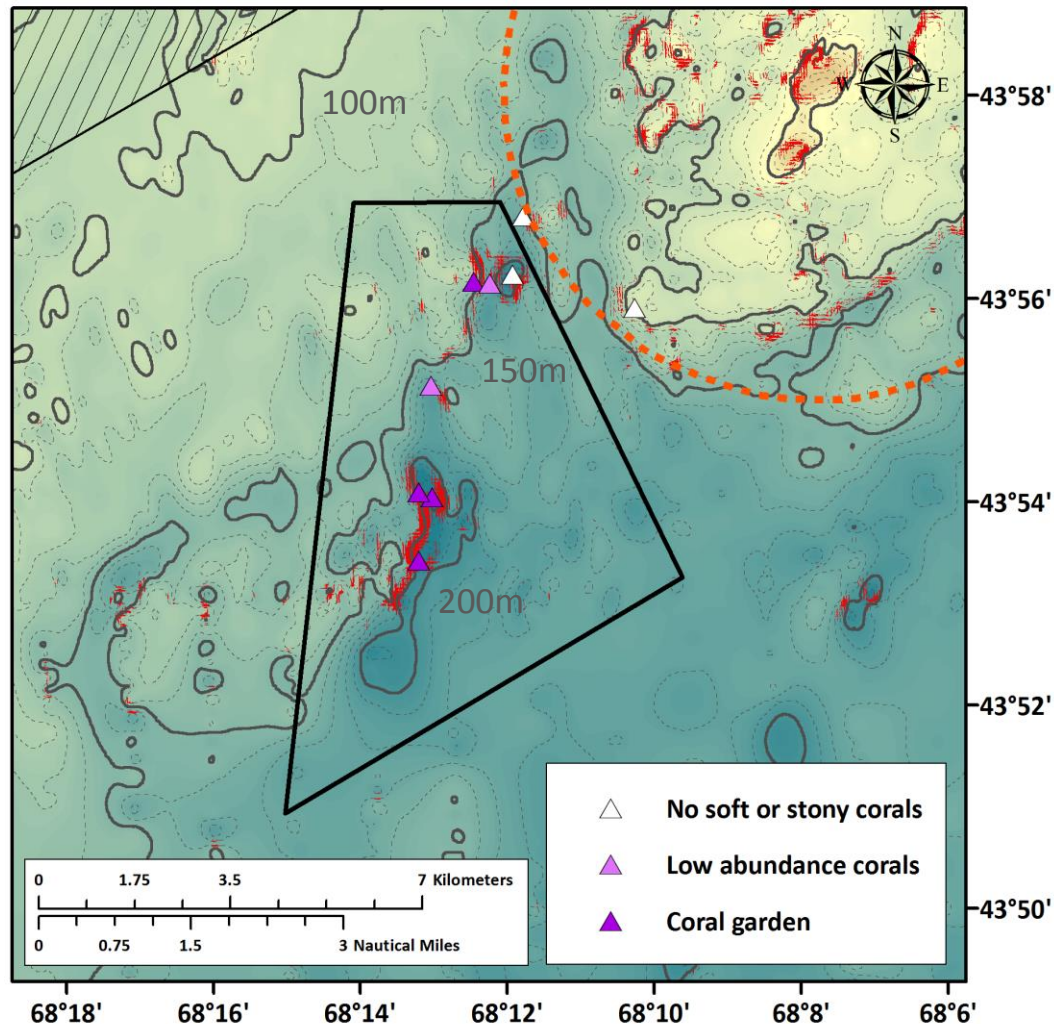 100m
N
W E
S
43°58'
43°56'
150m
43°54'
200m
43°52'
No soft or stony corals
Low abundance corals
Coral garden
0 1.75 3.5 7 Kilometers
0 0.75 1.5 3 Nautical Miles
43°50'
68°18' 68°16' 68°14' 68°12' 68°10' 68°8' 68°6'